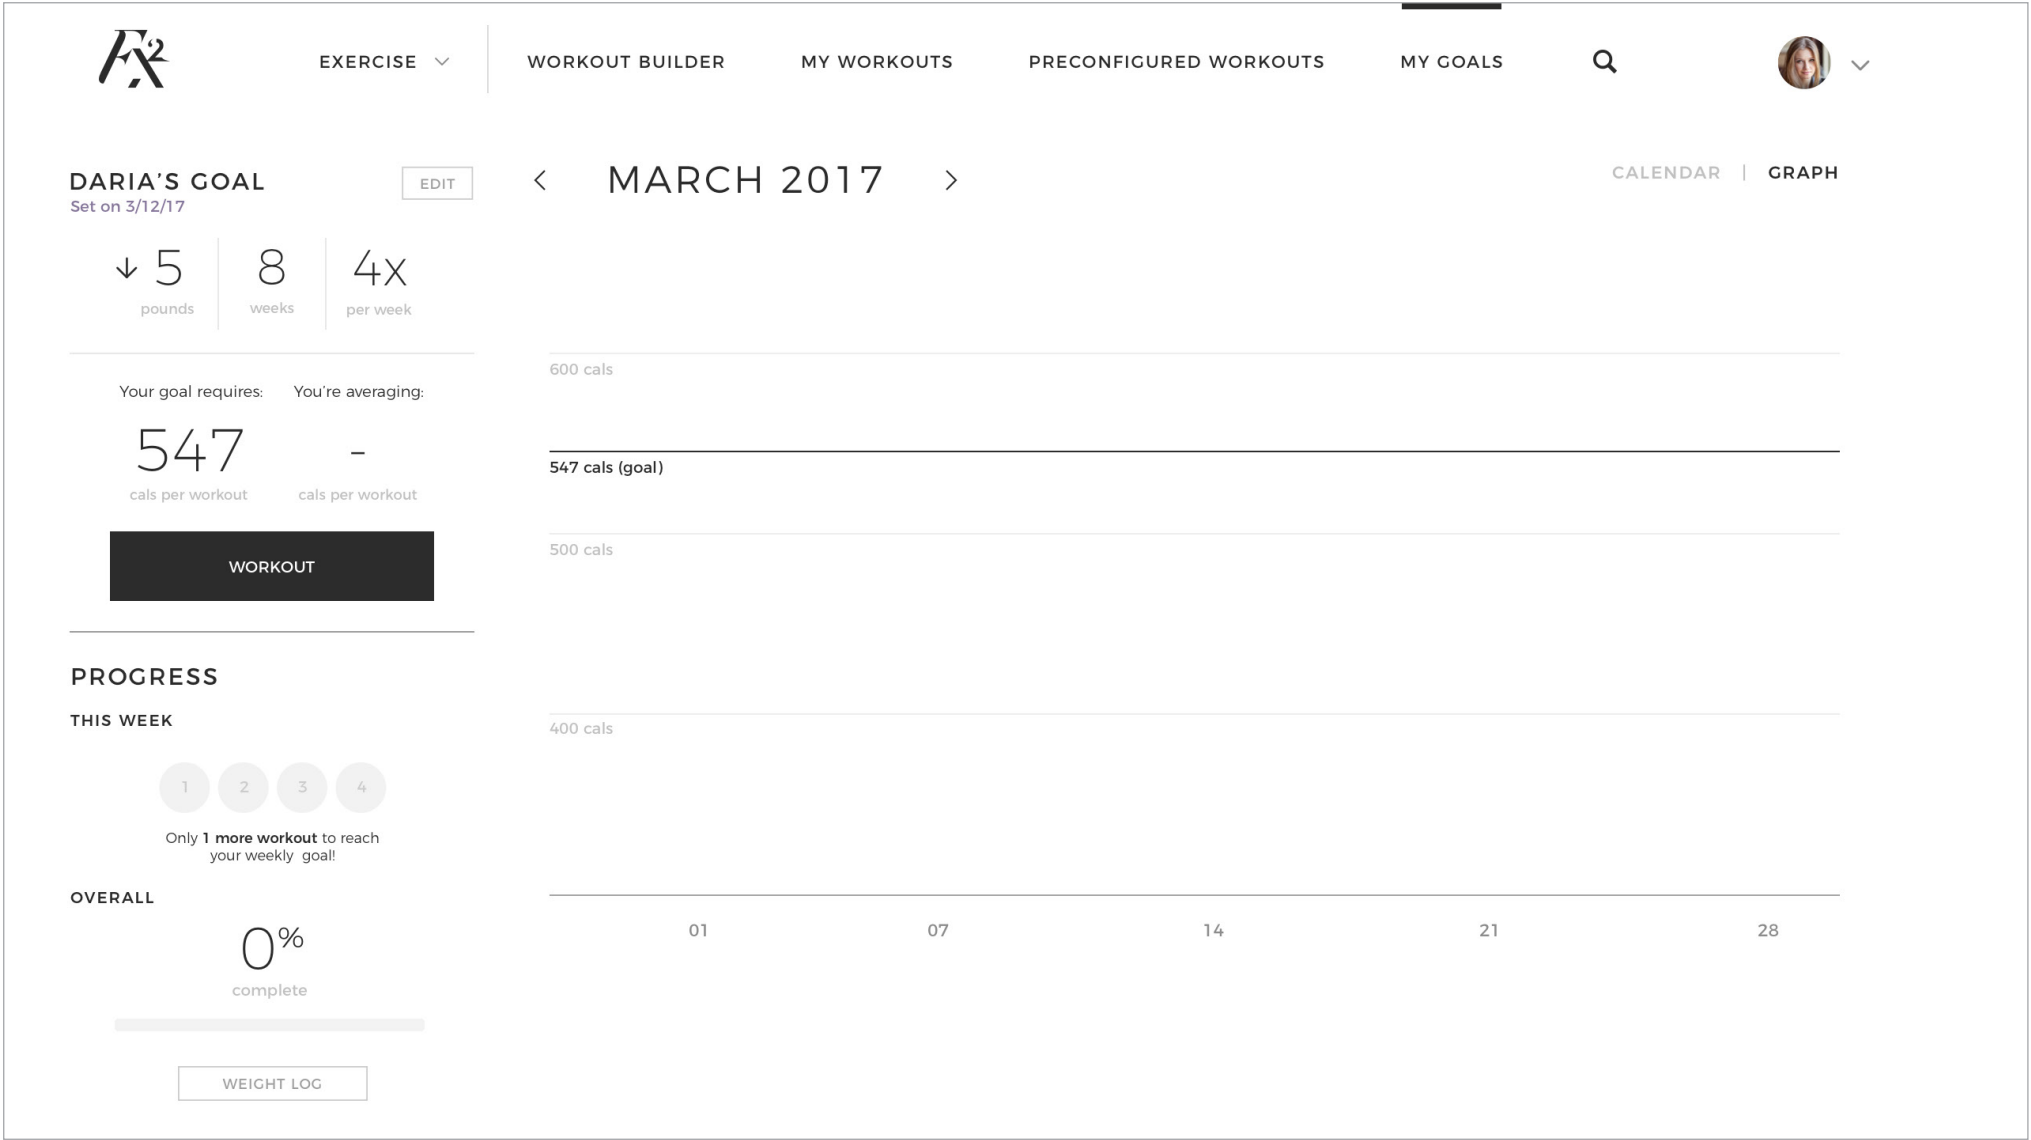 FX2
EXERCISE
WORKOUT BUILDER
MY WORKOUTS
PRECONFIGURED WORKOUTS
MY GOALS
DARIA’S GOAL
EDIT
Set on 3/12/17
5
pounds
8
weeks
4x
per week
Your goal requires:
547
cals per workout
You’re averaging:
-
cals per workout
WORKOUT
PROGRESS
THIS WEEK
1 2 3 4
Only 1 more workout to reach
your weekly goal!
OVERALL
0%
complete
WEIGHT LOG
MARCH 2017
CALENDAR | GRAPH
600 cals
547 cals (goal)
500 cals
400 cals
01 07 14 21 28